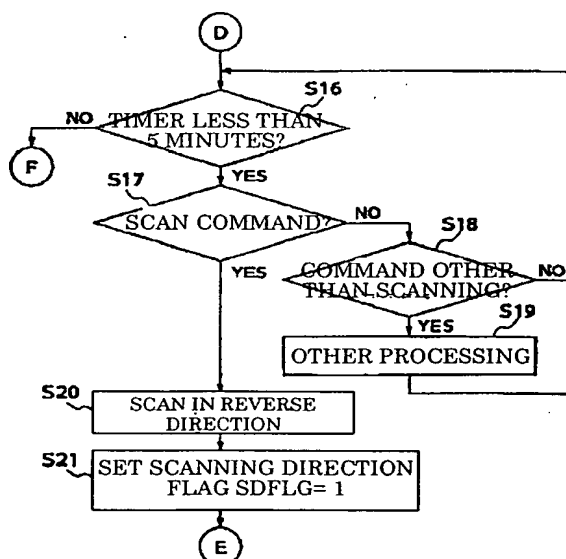 D
S16
NO
TIMER LESS THAN
5 MINUTES?
F
YES
S17
SCAN COMMAND?
NO
S18
YES
COMMAND OTHER
THAN SCANNING?
NO
YES
S19
OTHER PROCESSING
S20
SCAN IN REVERSE
DIRECTION
S21
SET SCANNING DIRECTION
FLAG SDFLG= 1
E